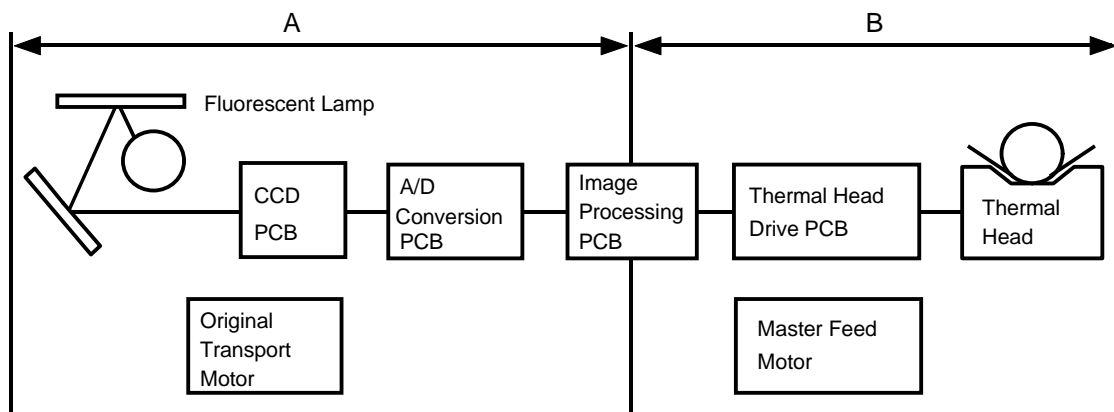 A
B
Fluorescent Lamp
CCD
PCB
A/D
Conversion
PCB
Image
Processing
PCB
Thermal Head
Drive PCB
Thermal
Head
Original
Transport
Motor
Master Feed
Motor